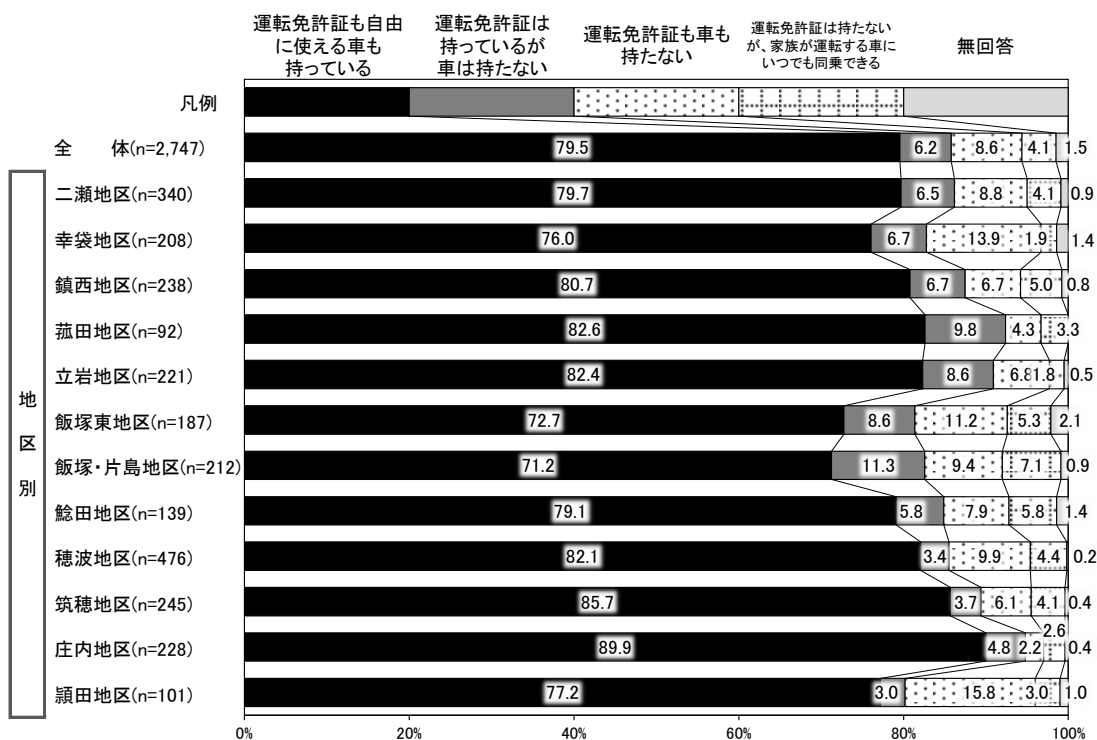 運転免許証も自由
に使える車も
持っている
運転免許証は
持っているが
車は持たない
運転免許証も車も
持たない
運転免許証は持たない
が、家族が運転する車に
いつでも同乗できる
無回答
凡例
全 体(n=2,747) 79.5 6.2 8.6 4.1 1.5
地区別
二瀬地区(n=340) 79.7 6.5 8.8 4.1 0.9
幸袋地区(n=208) 76.0 6.7 13.9 1.9 1.4
鎮西地区(n=238) 80.7 6.7 6.7 5.0 0.8
菰田地区(n=92) 82.6 9.8 4.3 3.3
立岩地区(n=221) 82.4 8.6 6.8 1.8 0.5
飯塚東地区(n=187) 72.7 8.6 11.2 5.3 2.1
飯塚・片島地区(n=212) 71.2 11.3 9.4 7.1 0.9
鯰田地区(n=139) 79.1 5.8 7.9 5.8 1.4
穂波地区(n=476) 82.1 3.4 9.9 4.4 0.2
筑穂地区(n=245) 85.7 3.7 6.1 4.1 0.4
庄内地区(n=228) 89.9 4.8 2.2 2.6 0.4
頴田地区(n=101) 77.2 3.0 15.8 3.0 1.0
0% 20% 40% 60% 80% 100%